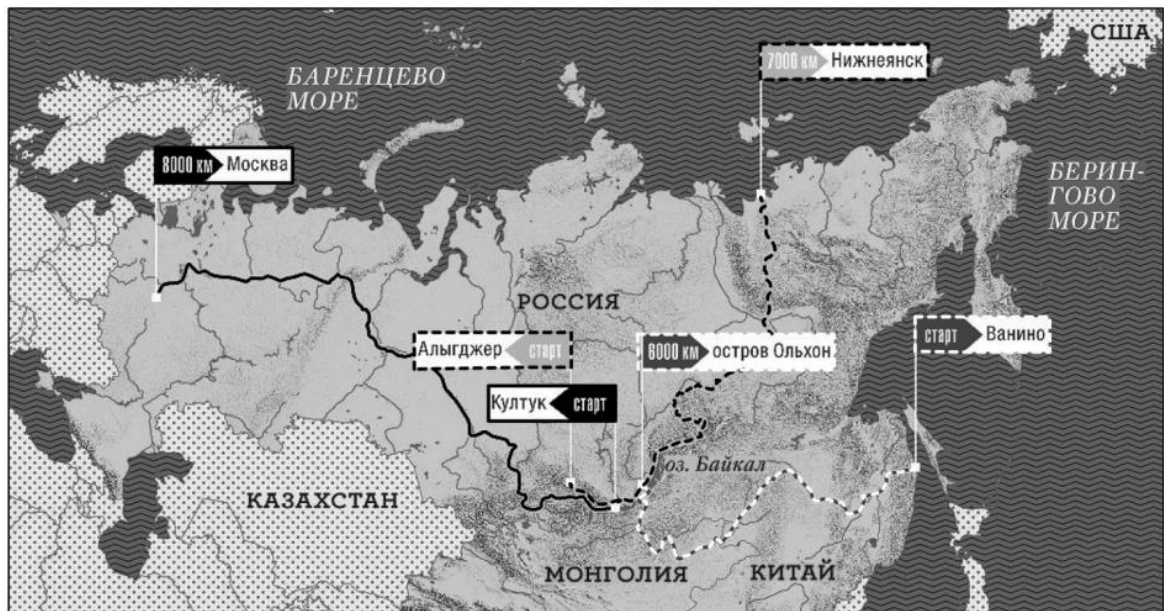 США
7000 км Нижнеянск
БАРЕНЦЕВО
МОРЕ
8000 км Москва
БЕРИН-
ГОВО
МОРЕ
РОССИЯ
Алыгджер старт
6000 км остров Ольхон
старт Ванино
Култук старт
оз. Байкал
КАЗАХСТАН
МОНГОЛИЯ
КИТАЙ